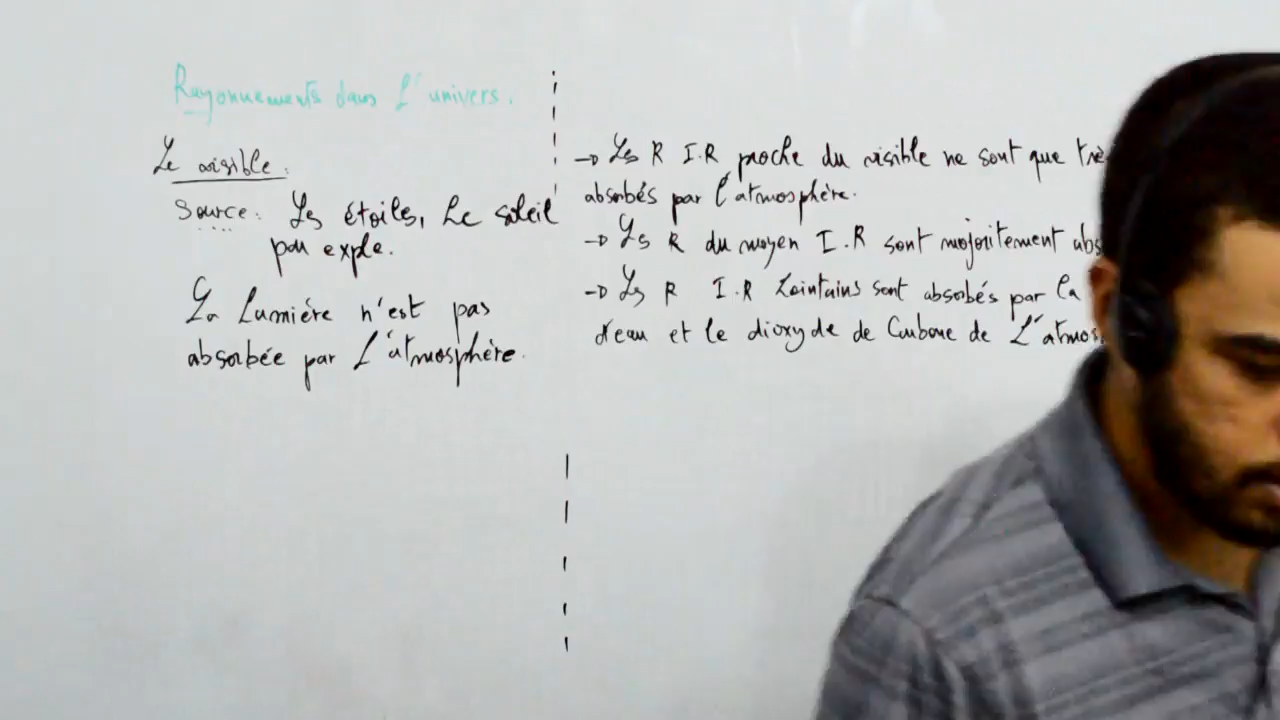 Rayonnements dans l'univers.
Le visible :
Source : Les étoiles, Le soleil
par exple.
La Lumière n'est pas
absorbée par L'atmosphère.
→ Les R I.R proche du visible ne sont que trè
absorbés par l'atmosphère.
→ Les R du moyen I.R sont majoritement abs
→ Les R I.R Lointains sont absorbés par la
d'eau et le dioxyde de Carbone de L'atmos